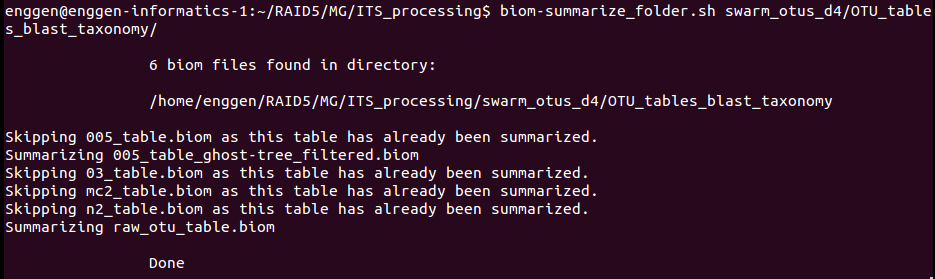 enggen@enggen-informatics-1:~/RAID5/MG/ITS_processing$ biom-summarize_folder.sh swarm_otus_d4/OTU_table
s_blast_taxonomy/
6 biom files found in directory:
/home/enggen/RAID5/MG/ITS_processing/swarm_otus_d4/OTU_tables_blast_taxonomy
Skipping 005_table.biom as this table has already been summarized.
Summarizing 005_table_ghost-tree_filtered.biom
Skipping 03_table.biom as this table has already been summarized.
Skipping mc2_table.biom as this table has already been summarized.
Skipping n2_table.biom as this table has already been summarized.
Summarizing raw_otu_table.biom
Done